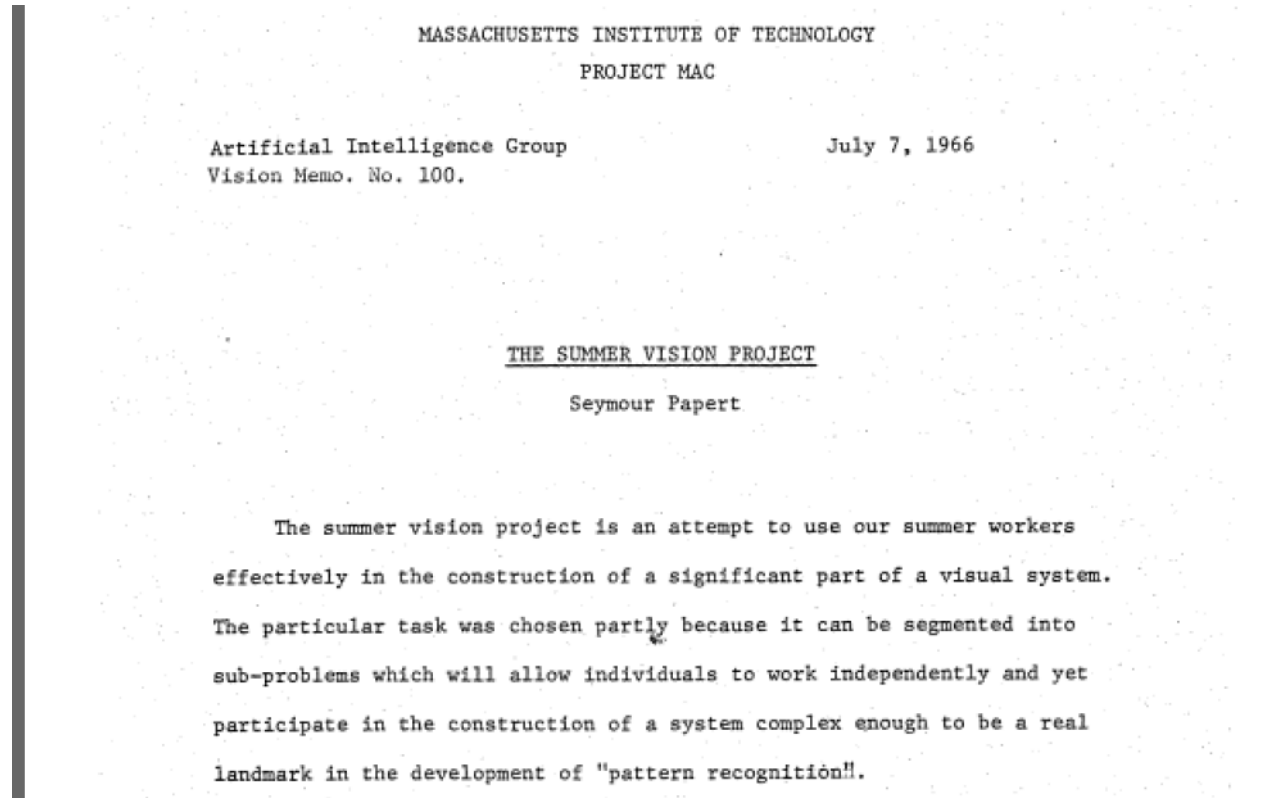 MASSACHUSETTS INSTITUTE OF TECHNOLOGY
PROJECT MAC
Artificial Intelligence Group July 7, 1966
Vision Memo. No. 100.
THE SUMMER VISION PROJECT
Seymour Papert
The summer vision project is an attempt to use our summer workers
effectively in the construction of a significant part of a visual system.
The particular task was chosen partly because it can be segmented into
sub-problems which will allow individuals to work independently and yet
participate in the construction of a system complex enough to be a real
landmark in the development of "pattern recognition".